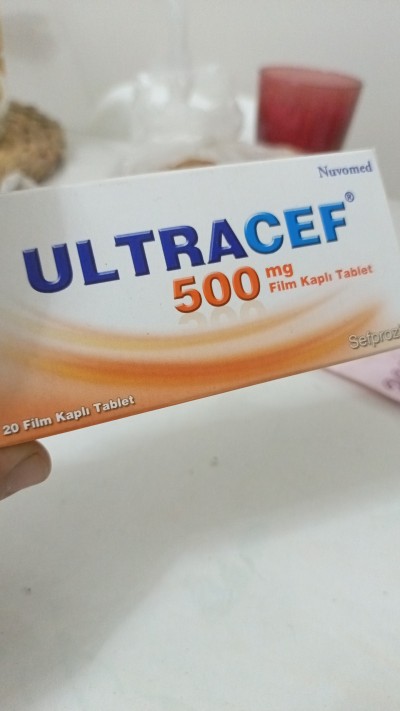 Nuvomed
ULTRACEF®
500 mg
Film Kaplı Tablet
20 Film Kaplı Tablet